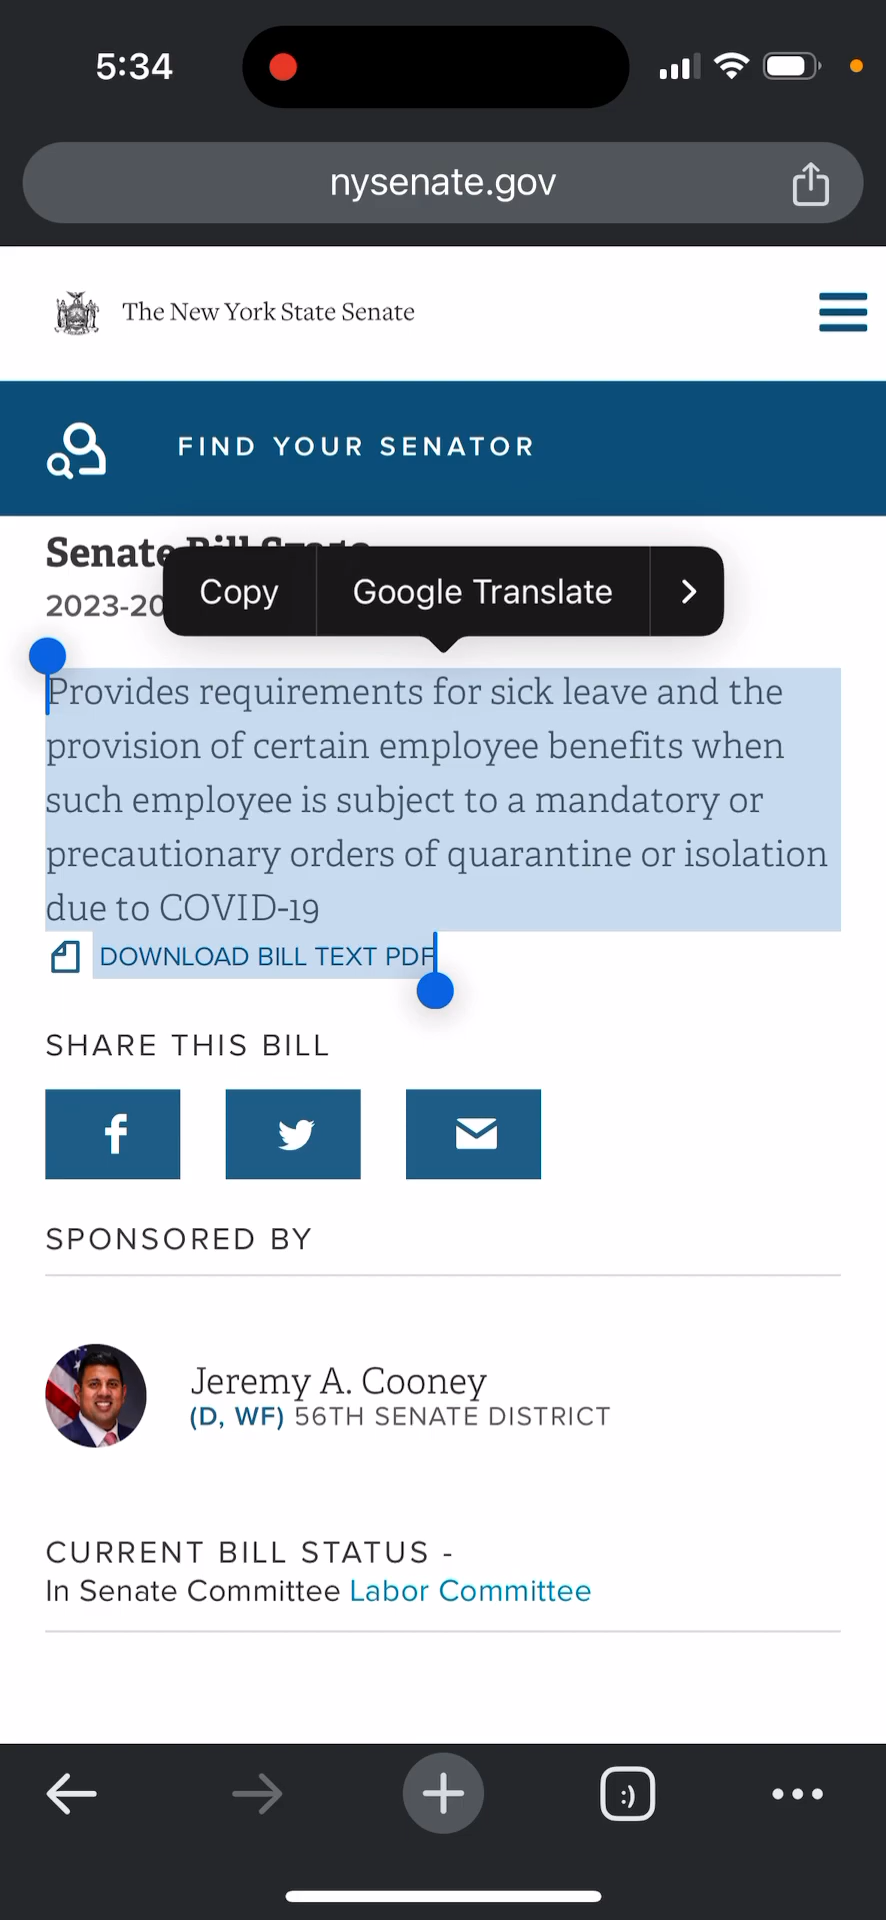 5:34
nysenate.gov
The New York State Senate
FIND YOUR SENATOR
Senate Bill
2023-20
Copy
Google Translate
Provides requirements for sick leave and the
provision of certain employee benefits when
such employee is subject to a mandatory or
precautionary orders of quarantine or isolation
due to COVID-19
DOWNLOAD BILL TEXT PDF
SHARE THIS BILL
SPONSORED BY
Jeremy A. Cooney
(D, WF) 56TH SENATE DISTRICT
CURRENT BILL STATUS -
In Senate Committee Labor Committee
:)